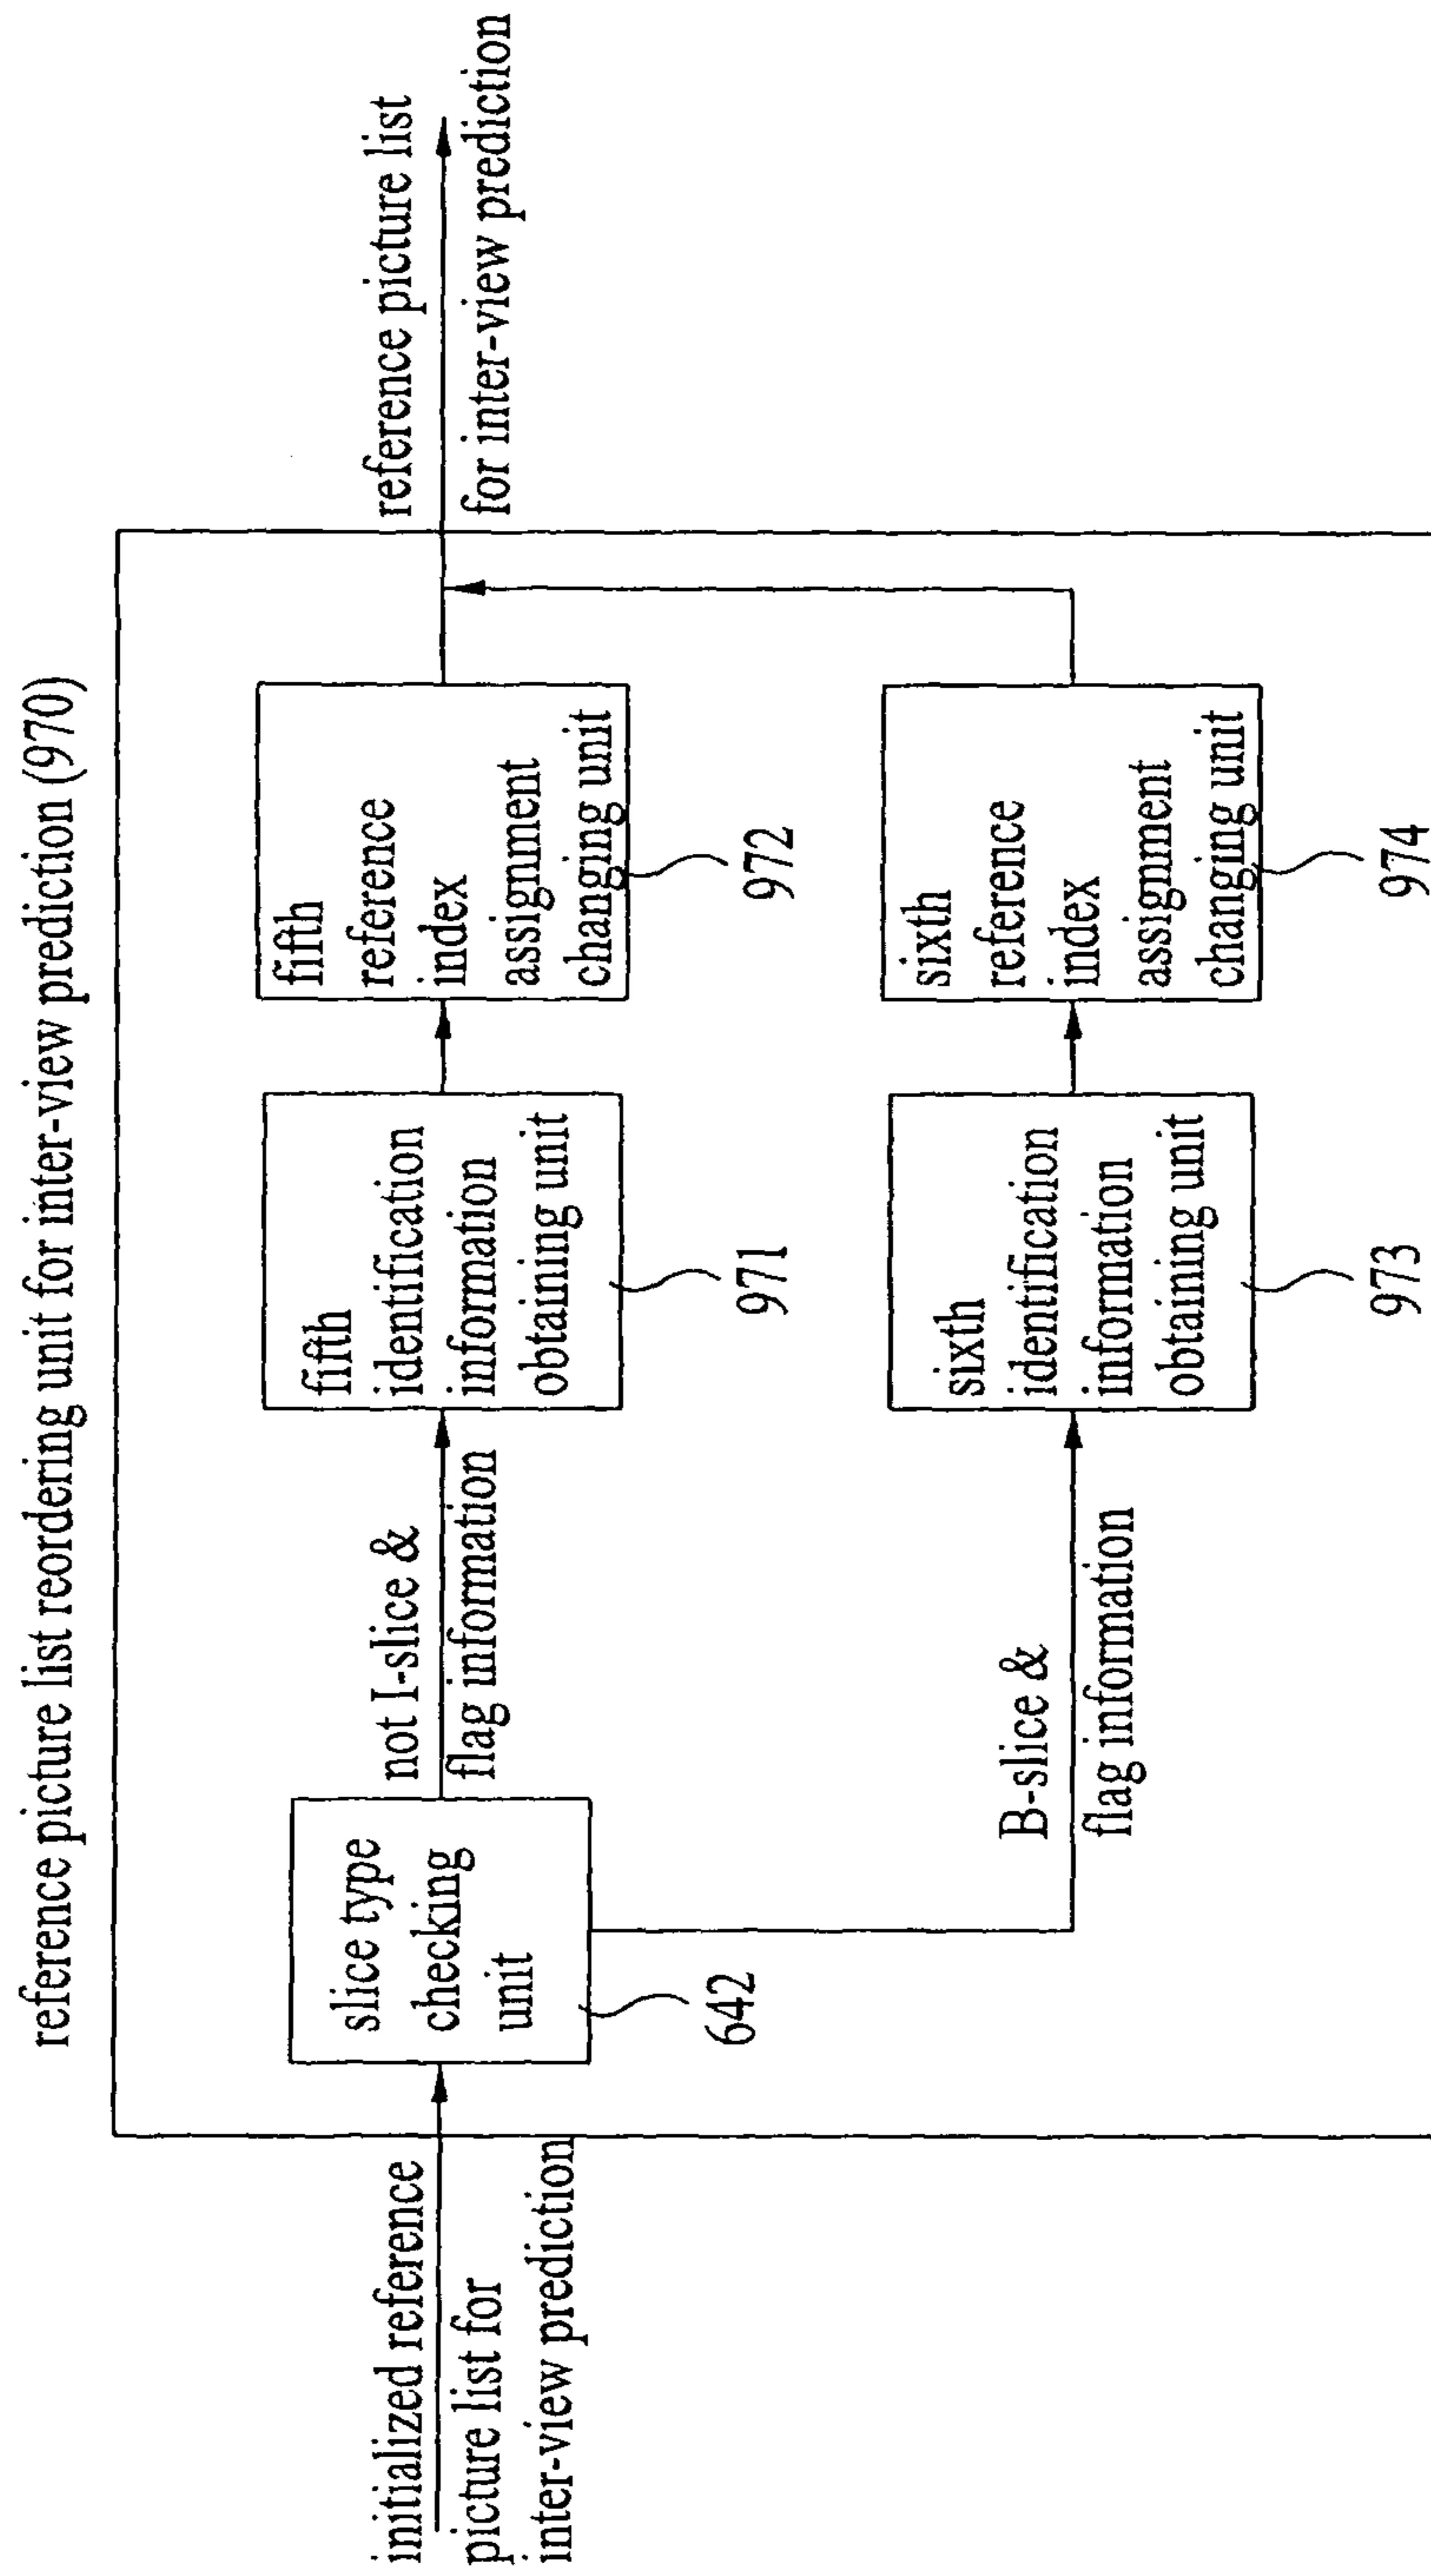 reference picture list reordering unit for inter-view prediction (970)
initialized reference
picture list for
inter-view prediction
slice type
checking
unit
642
not I-slice &
flag information
fifth
identification
information
obtaining unit
971
fifth
reference
index
assignment
changing unit
972
reference picture list
for inter-view prediction
B-slice &
flag information
sixth
identification
information
obtaining unit
973
sixth
reference
index
assignment
changing unit
974